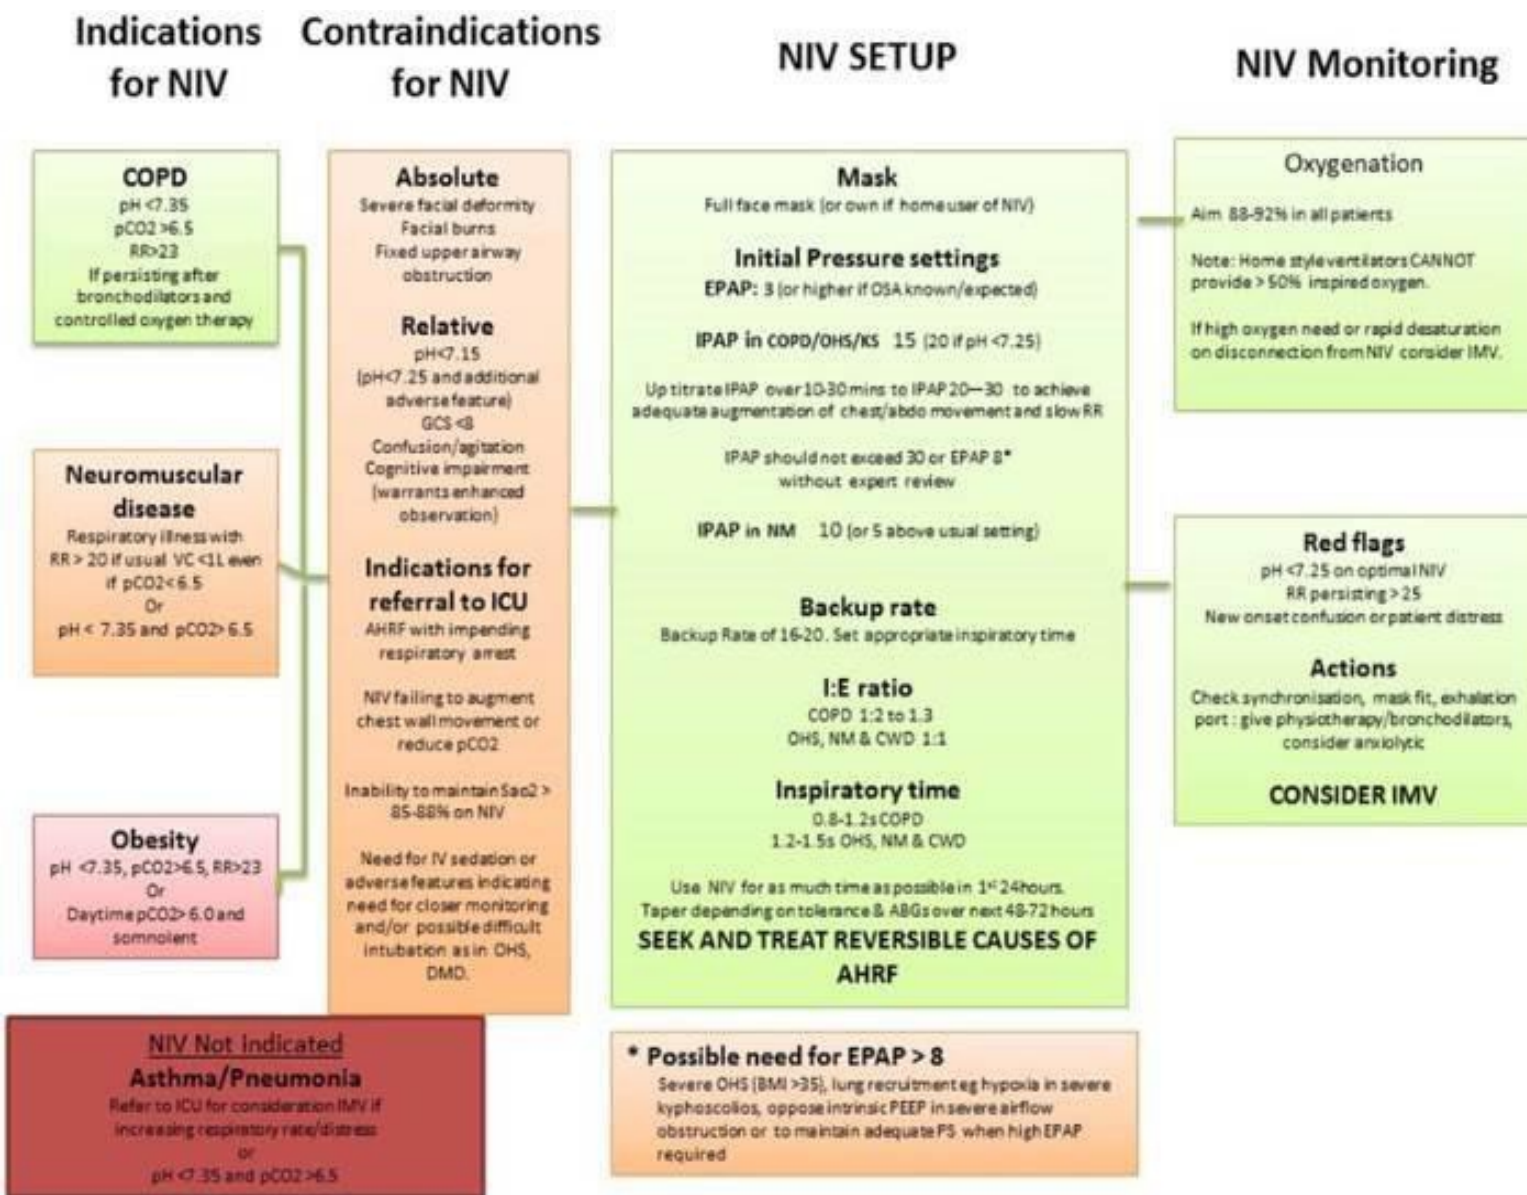 Indications
for NIV
COPD
pH <7.35
pCO2 >6.5
RR>23
If persisting after
bronchodilators and
controlled oxygen therapy
Neuromuscular
disease
Respiratory illness with
RR > 20 if usual VC <1L even
if pCO2< 6.5
Or
pH < 7.35 and pCO2> 6.5
Obesity
pH <7.35, pCO2>6.5, RR>23
Or
Daytime pCO2> 6.0 and
somnolent
NIV Not Indicated
Asthma/Pneumonia
Refer to ICU for consideration IMV if
increasing respiratory rate/distress
or
pH <7.35 and pCO2 >6.5
Contraindications
for NIV
Absolute
Severe facial deformity
Facial burns
Fixed upper airway
obstruction
Relative
pH<7.15
(pH<7.25 and additional
adverse feature)
GCS <8
Confusion/agitation
Cognitive impairment
(warrants enhanced
observation)
Indications for
referral to ICU
AHRF with impending
respiratory arrest
NIV failing to augment
chest wall movement or
reduce pCO2
Inability to maintain Sao2 >
85-88% on NIV
Need for IV sedation or
adverse features indicating
need for closer monitoring
and/or possible difficult
intubation as in OHS,
DMD.
NIV SETUP
Mask
Full face mask (or own if home user of NIV)
Initial Pressure settings
EPAP: 3 (or higher if OSA known/expected)
IPAP in COPD/OHS/KS 15 (20 if pH <7.25)
Up titrate IPAP over 10-30 mins to IPAP 20—30 to achieve
adequate augmentation of chest/abdo movement and slow RR
IPAP should not exceed 30 or EPAP 8*
without expert review
IPAP in NM 10 (or 5 above usual setting)
Backup rate
Backup Rate of 16-20. Set appropriate inspiratory time
I:E ratio
COPD 1:2 to 1.3
OHS, NM & CWD 1:1
Inspiratory time
0.8-1.2s COPD
1.2-1.5s OHS, NM & CWD
Use NIV for as much time as possible in 1st 24hours.
Taper depending on tolerance & ABGs over next 48-72 hours
SEEK AND TREAT REVERSIBLE CAUSES OF
AHRF
* Possible need for EPAP > 8
Severe OHS (BMI >35), lung recruitment eg hypoxia in severe
kyphoscolios, oppose intrinsic PEEP in severe airflow
obstruction or to maintain adequate PS when high EPAP
required
NIV Monitoring
Oxygenation
Aim 88-92% in all patients
Note: Home style ventilators CANNOT
provide > 50% inspired oxygen.
If high oxygen need or rapid desaturation
on disconnection from NIV consider IMV.
Red flags
pH <7.25 on optimal NIV
RR persisting > 25
New onset confusion or patient distress
Actions
Check synchronisation, mask fit, exhalation
port : give physiotherapy/bronchodilators,
consider anxiolytic
CONSIDER IMV